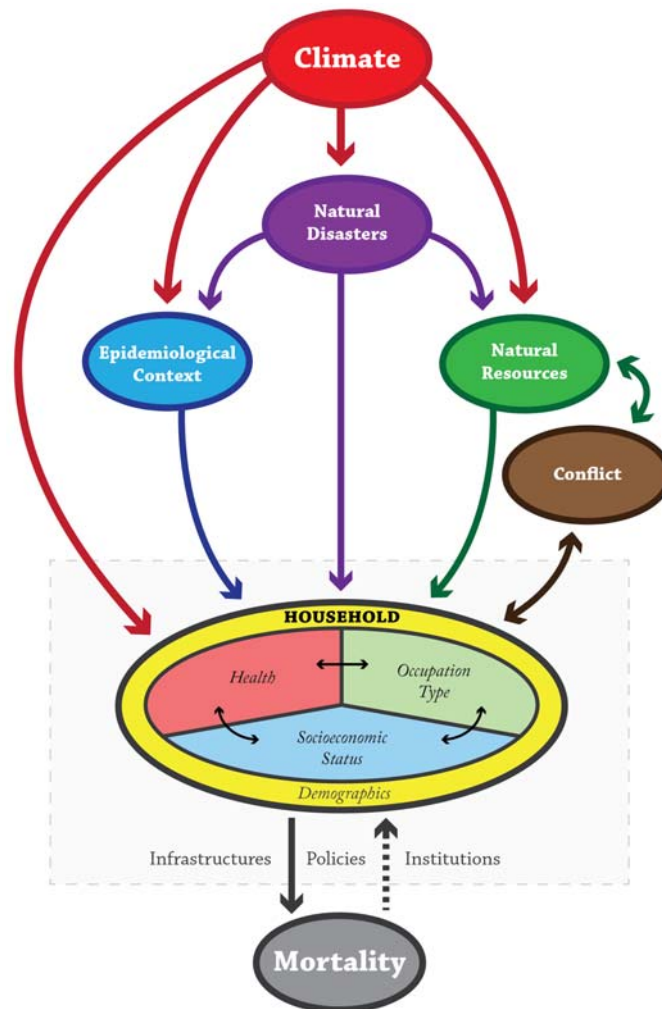 Climate
Natural
Disasters
Epidemiological
Context
Natural
Resources
Conflict
HOUSEHOLD
Health
Occupation
Type
Socioeconomic
Status
Demographics
Infrastructures
Policies
Institutions
Mortality